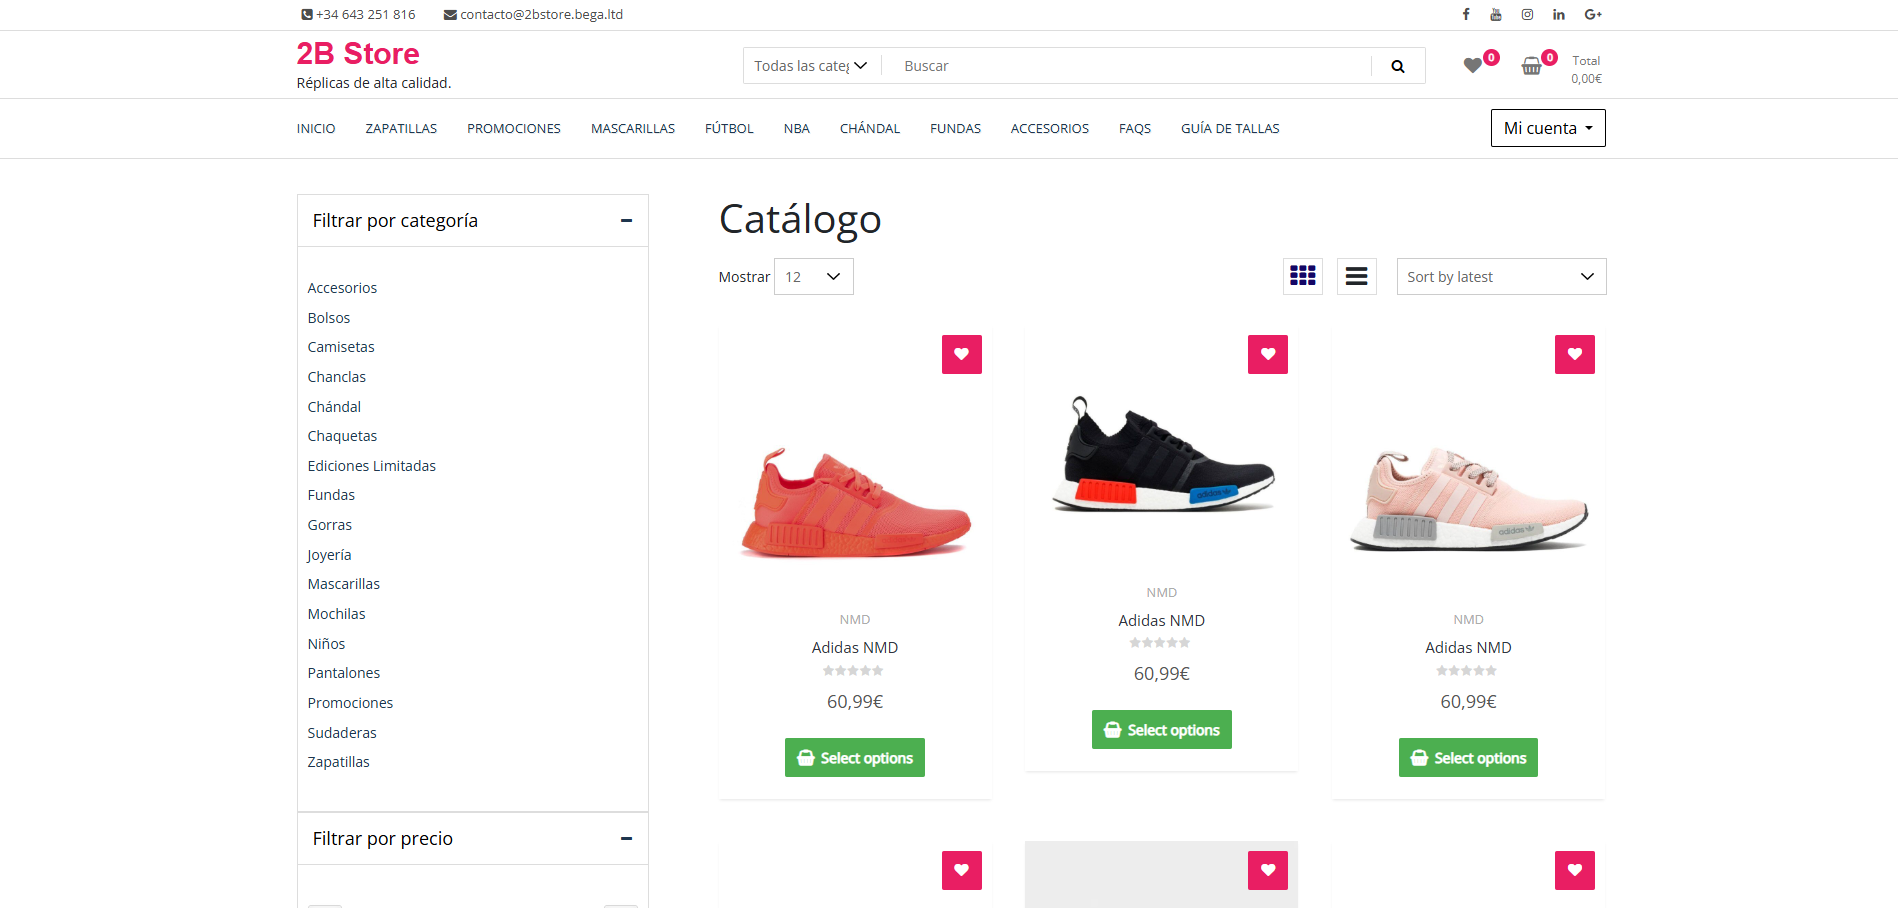 +34 643 251 816 contacto@2bstore.bega.ltd
2B Store
Réplicas de alta calidad.
Todas las categ Buscar
0 0 Total
0,00€
INICIO ZAPATILLAS PROMOCIONES MASCARILLAS FÚTBOL NBA CHÁNDAL FUNDAS ACCESORIOS FAQS GUÍA DE TALLAS Mi cuenta
Filtrar por categoría
Accesorios
Bolsos
Camisetas
Chanclas
Chándal
Chaquetas
Ediciones Limitadas
Fundas
Gorras
Joyería
Mascarillas
Mochilas
Niños
Pantalones
Promociones
Sudaderas
Zapatillas
Filtrar por precio
Catálogo
Mostrar 12 Sort by latest
adidas
NMD
Adidas NMD
60,99€
Select options
NMD
Adidas NMD
60,99€
Select options
adidas
NMD
Adidas NMD
60,99€
Select options